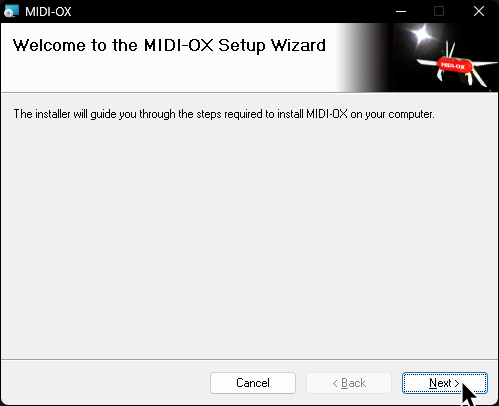 MIDI-OX
Welcome to the MIDI-OX Setup Wizard
MIDI-OX
The installer will guide you through the steps required to install MIDI-OX on your computer.
Cancel
< Back
Next >